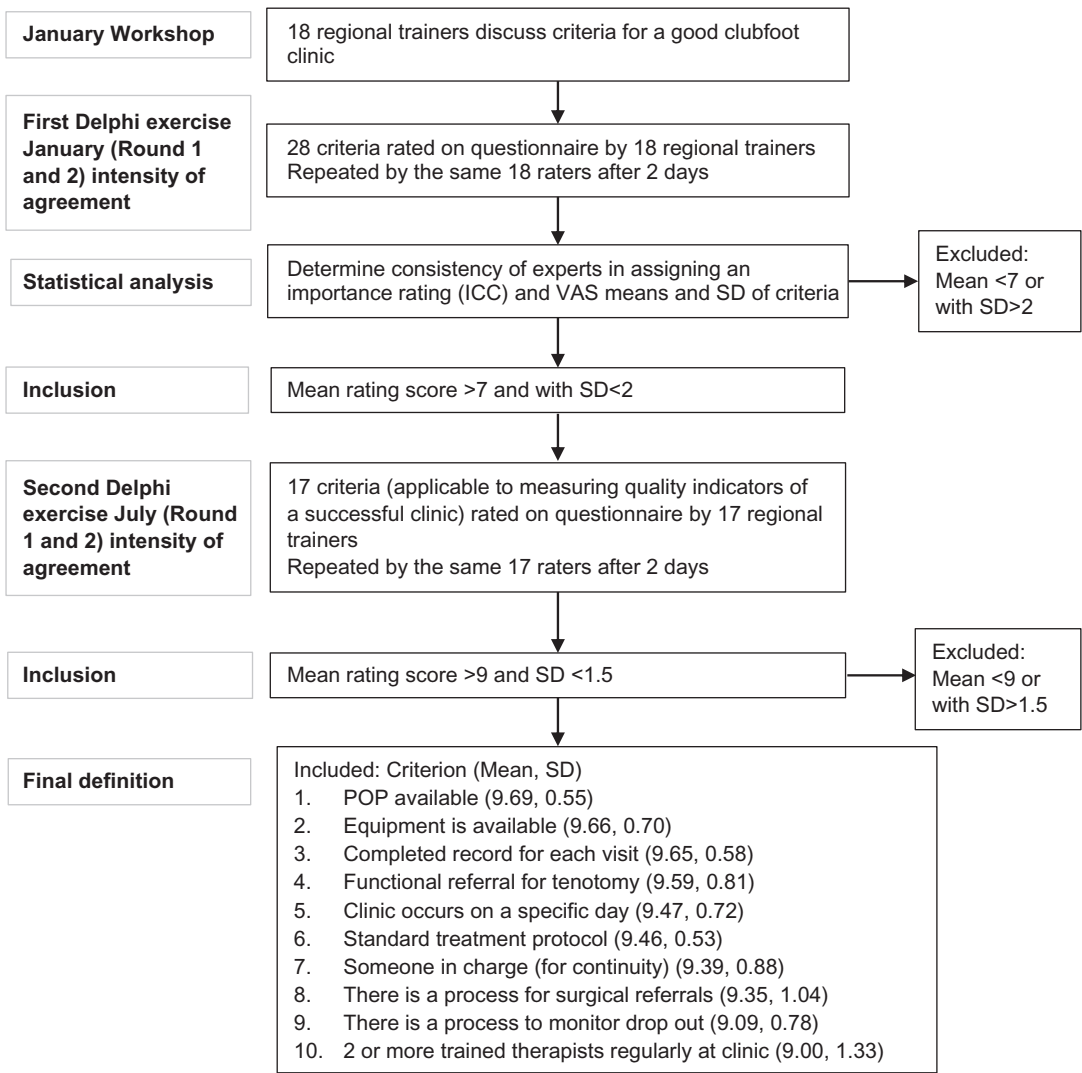 January Workshop
18 regional trainers discuss criteria for a good clubfoot
clinic
First Delphi exercise
January (Round 1
and 2) intensity of
agreement
28 criteria rated on questionnaire by 18 regional trainers
Repeated by the same 18 raters after 2 days
Statistical analysis
Determine consistency of experts in assigning an
importance rating (ICC) and VAS means and SD of criteria
Excluded:
Mean <7 or
with SD>2
Inclusion
Mean rating score >7 and with SD<2
Second Delphi
exercise July (Round
1 and 2) intensity of
agreement
17 criteria (applicable to measuring quality indicators of
a successful clinic) rated on questionnaire by 17 regional
trainers
Repeated by the same 17 raters after 2 days
Inclusion
Mean rating score >9 and SD <1.5
Excluded:
Mean <9 or
with SD>1.5
Final definition
Included: Criterion (Mean, SD)
1. POP available (9.69, 0.55)
2. Equipment is available (9.66, 0.70)
3. Completed record for each visit (9.65, 0.58)
4. Functional referral for tenotomy (9.59, 0.81)
5. Clinic occurs on a specific day (9.47, 0.72)
6. Standard treatment protocol (9.46, 0.53)
7. Someone in charge (for continuity) (9.39, 0.88)
8. There is a process for surgical referrals (9.35, 1.04)
9. There is a process to monitor drop out (9.09, 0.78)
10. 2 or more trained therapists regularly at clinic (9.00, 1.33)